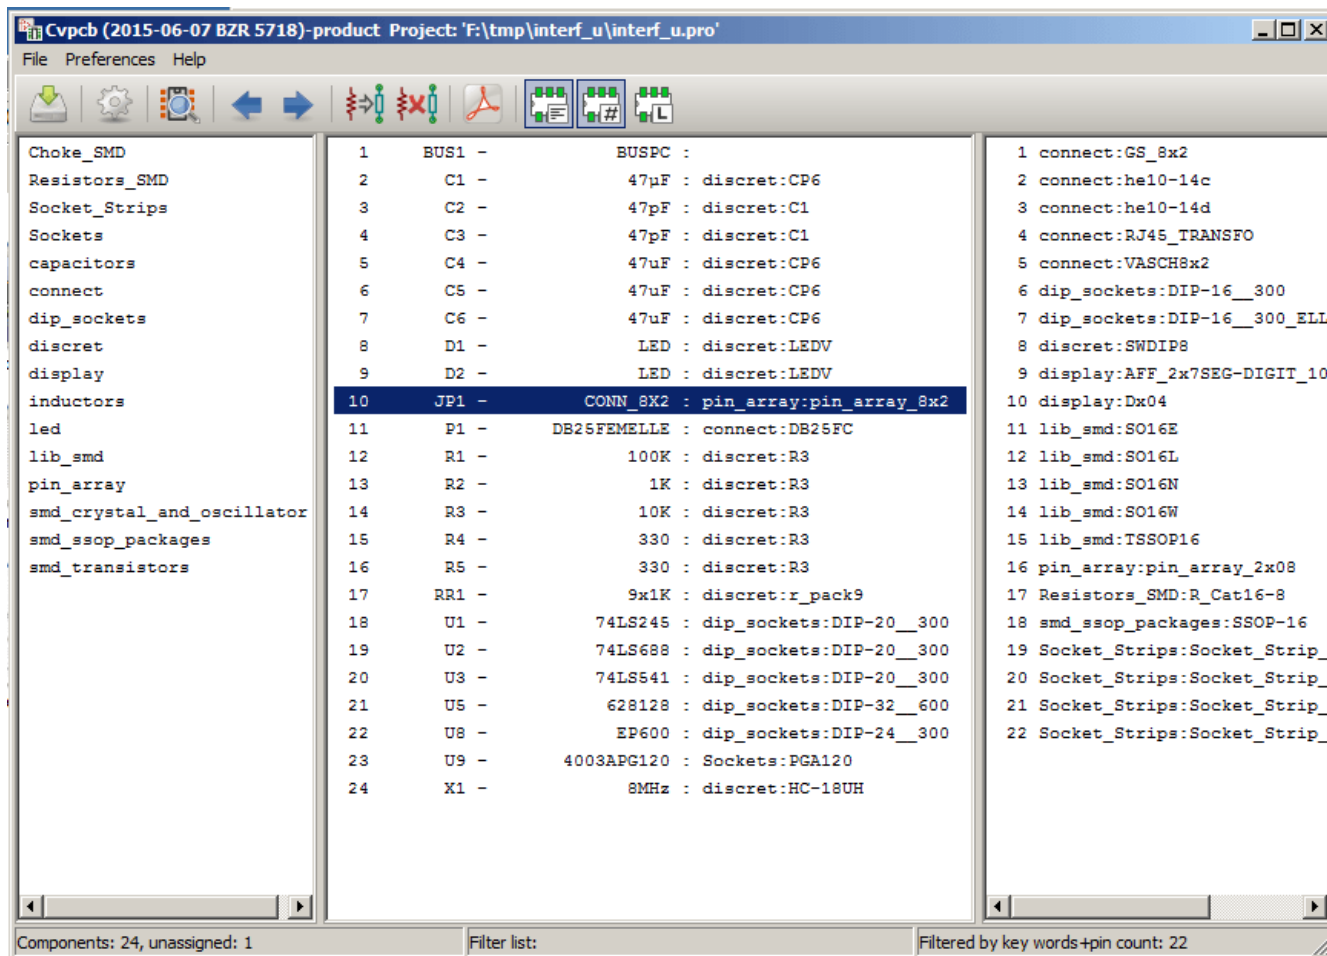 Cvpcb (2015-06-07 BZR 5718)-product Project: 'F:\tmp\interf_u\interf_u.pro'
File Preferences Help
Choke_SMD
Resistors_SMD
Socket_Strips
Sockets
capacitors
connect
dip_sockets
discret
display
inductors
led
lib_smd
pin_array
smd_crystal_and_oscillator
smd_ssop_packages
smd_transistors
1 BUS1 - BUSPC :
2 C1 - 47µF : discret:CP6
3 C2 - 47pF : discret:C1
4 C3 - 47pF : discret:C1
5 C4 - 47uF : discret:CP6
6 C5 - 47uF : discret:CP6
7 C6 - 47uF : discret:CP6
8 D1 - LED : discret:LEDV
9 D2 - LED : discret:LEDV
10 JP1 - CONN_8X2 : pin_array:pin_array_8x2
11 P1 - DB25FEMELLE : connect:DB25FC
12 R1 - 100K : discret:R3
13 R2 - 1K : discret:R3
14 R3 - 10K : discret:R3
15 R4 - 330 : discret:R3
16 R5 - 330 : discret:R3
17 RR1 - 9x1K : discret:r_pack9
18 U1 - 74LS245 : dip_sockets:DIP-20__300
19 U2 - 74LS688 : dip_sockets:DIP-20__300
20 U3 - 74LS541 : dip_sockets:DIP-20__300
21 U5 - 628128 : dip_sockets:DIP-32__600
22 U8 - EP600 : dip_sockets:DIP-24__300
23 U9 - 4003APG120 : Sockets:PGA120
24 X1 - 8MHz : discret:HC-18UH
1 connect:GS_8x2
2 connect:he10-14c
3 connect:he10-14d
4 connect:RJ45_TRANSFO
5 connect:VASCH8x2
6 dip_sockets:DIP-16__300
7 dip_sockets:DIP-16__300_ELL
8 discret:SWDIP8
9 display:AFF_2x7SEG-DIGIT_10
10 display:Dx04
11 lib_smd:SO16E
12 lib_smd:SO16L
13 lib_smd:SO16N
14 lib_smd:SO16W
15 lib_smd:TSSOP16
16 pin_array:pin_array_2x08
17 Resistors_SMD:R_Cat16-8
18 smd_ssop_packages:SSOP-16
19 Socket_Strips:Socket_Strip_
20 Socket_Strips:Socket_Strip_
21 Socket_Strips:Socket_Strip_
22 Socket_Strips:Socket_Strip_
Components: 24, unassigned: 1
Filter list:
Filtered by key words+pin count: 22